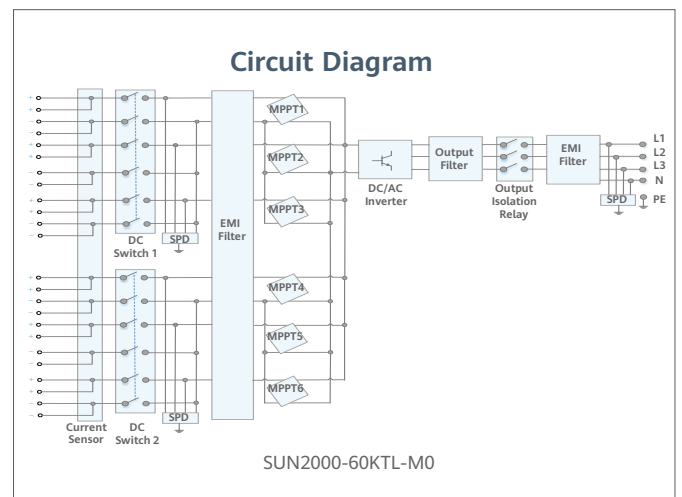 Circuit Diagram
MPPT1
MPPT2
MPPT3
MPPT4
MPPT5
MPPT6
EMI
Filter
DC
Switch 1
SPD
DC
Switch 2
SPD
Current
Sensor
DC/AC
Inverter
Output
Filter
Output
Isolation
Relay
EMI
Filter
SPD
L1
L2
L3
N
PE
SUN2000-60KTL-M0